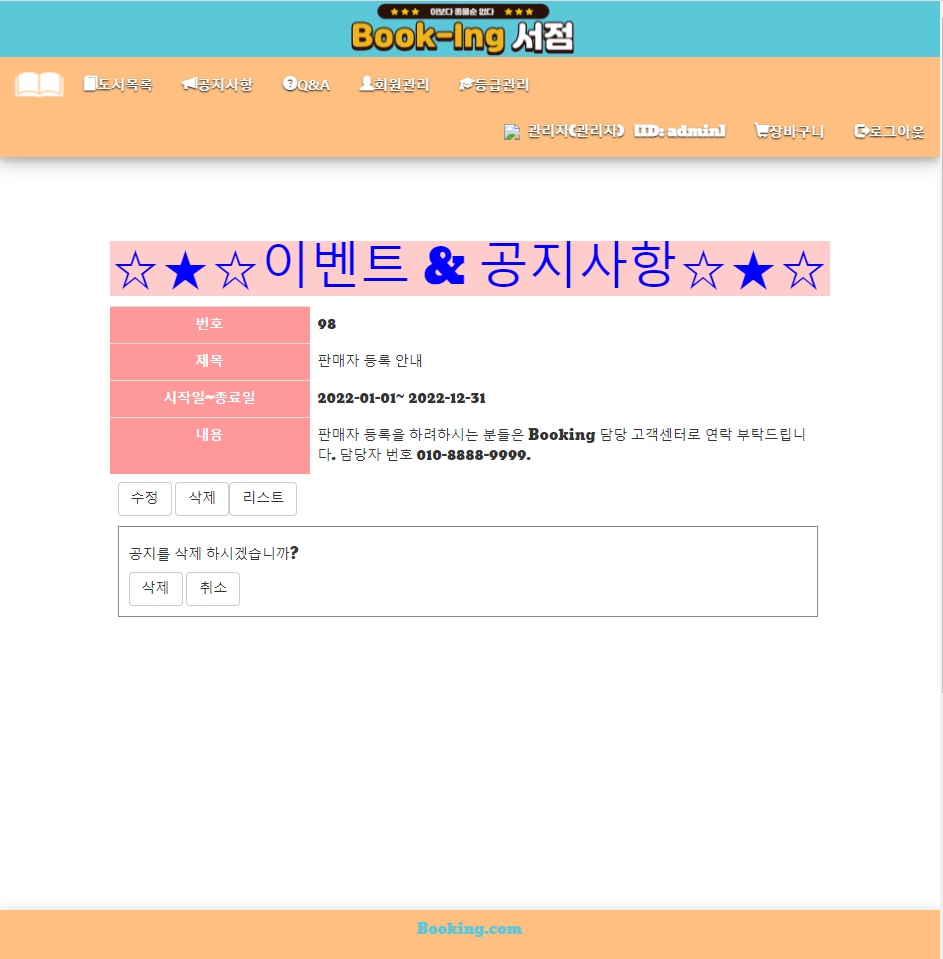 ★★★ 이보다 좋을순 없다 ★★★
Book-Ing 서점
도서목록 공지사항 Q&A 회원관리 등급관리
관리자(관리자) [ID: admin] 장바구니 로그아웃
☆★☆이벤트 & 공지사항☆★☆
번호 98
제목 판매자 등록 안내
시작일~종료일 2022-01-01~ 2022-12-31
내용 판매자 등록을 하려하시는 분들은 Booking 담당 고객센터로 연락 부탁드립니
다. 담당자 번호 010-8888-9999.
수정 삭제 리스트
공지를 삭제 하시겠습니까?
삭제 취소
Booking.com